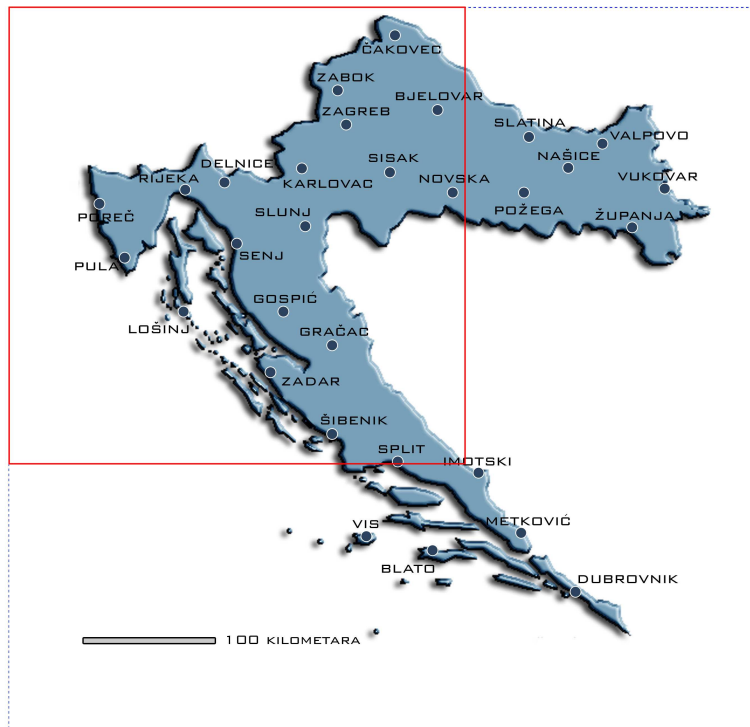 ČAKOVEC
ZABOK
BJELOVAR
ZAGREB
SLATINA
VALPOVO
DELNICE
SISAK
NAŠICE
RIJEKA
KARLOVAC
NOVSKA
VUKOVAR
POREČ
SLUNJ
POŽEGA
ŽUPANJA
PULA
SENJ
GOSPIĆ
LOŠINJ
GRAČAC
ZADAR
ŠIBENIK
SPLIT
IMOTSKI
VIS
METKOVIĆ
BLATO
DUBROVNIK
100 KILOMETARA